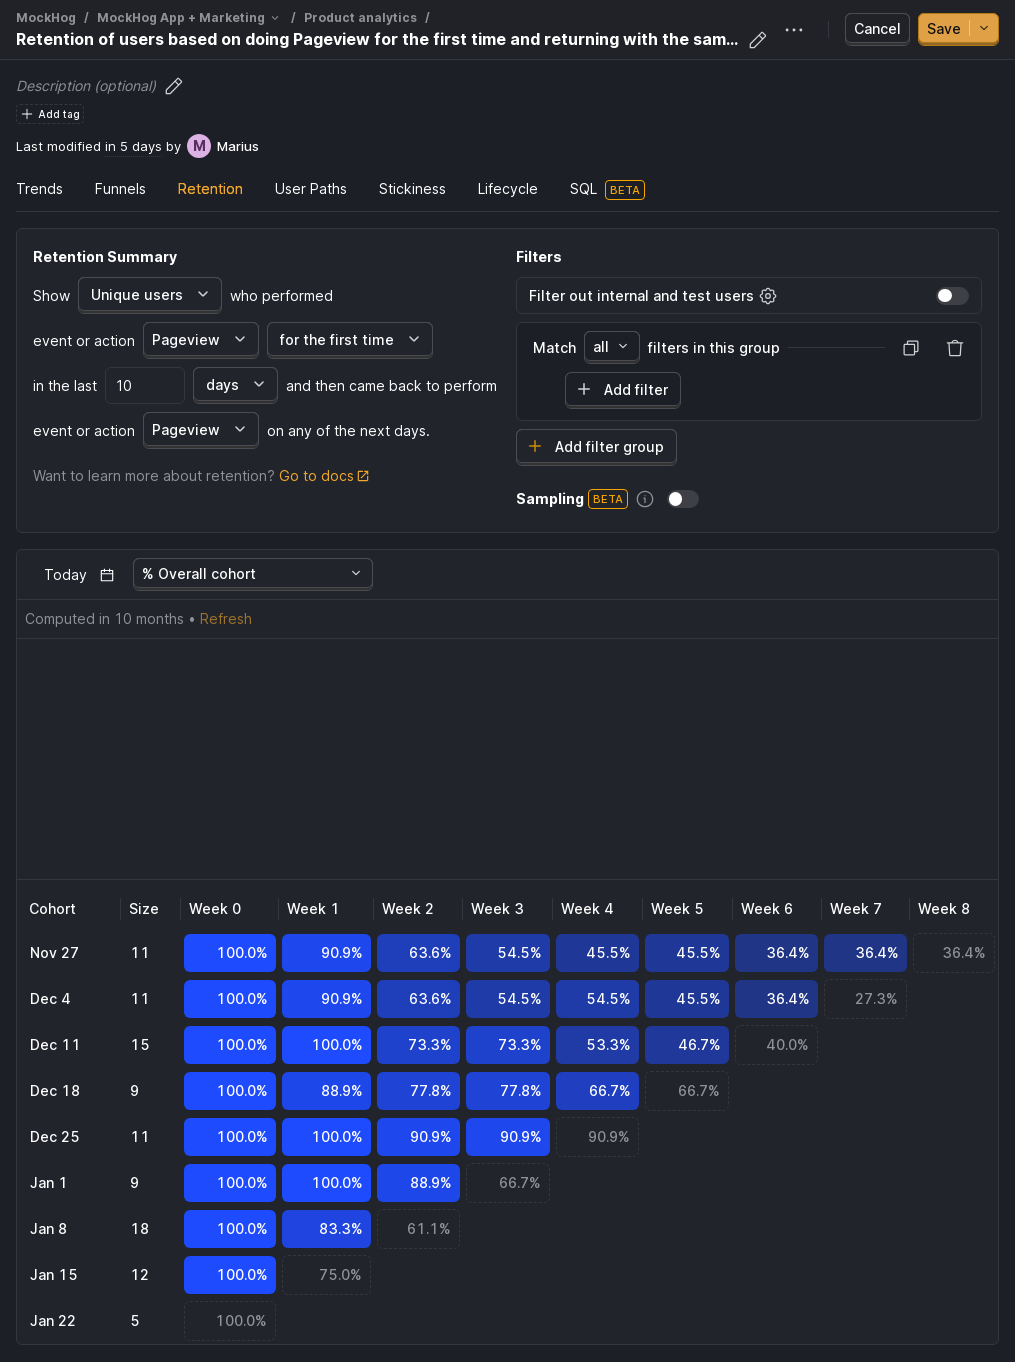 MockHog / MockHog App + Marketing / Product analytics /
Retention of users based on doing Pageview for the first time and returning with the sam...
Cancel
Save
Description (optional)
Add tag
Last modified in 5 days by M Marius
Trends Funnels Retention User Paths Stickiness Lifecycle SQL BETA
Retention Summary
Show Unique users who performed
event or action Pageview for the first time
in the last 10 days and then came back to perform
event or action Pageview on any of the next days.
Want to learn more about retention? Go to docs
Filters
Filter out internal and test users
Match all filters in this group
Add filter
Add filter group
Sampling BETA
Today % Overall cohort
Computed in 10 months • Refresh
Cohort Size Week 0 Week 1 Week 2 Week 3 Week 4 Week 5 Week 6 Week 7 Week 8
Nov 27 11 100.0% 90.9% 63.6% 54.5% 45.5% 45.5% 36.4% 36.4% 36.4%
Dec 4 11 100.0% 90.9% 63.6% 54.5% 54.5% 45.5% 36.4% 27.3%
Dec 11 15 100.0% 100.0% 73.3% 73.3% 53.3% 46.7% 40.0%
Dec 18 9 100.0% 88.9% 77.8% 77.8% 66.7% 66.7%
Dec 25 11 100.0% 100.0% 90.9% 90.9% 90.9%
Jan 1 9 100.0% 100.0% 88.9% 66.7%
Jan 8 18 100.0% 83.3% 61.1%
Jan 15 12 100.0% 75.0%
Jan 22 5 100.0%